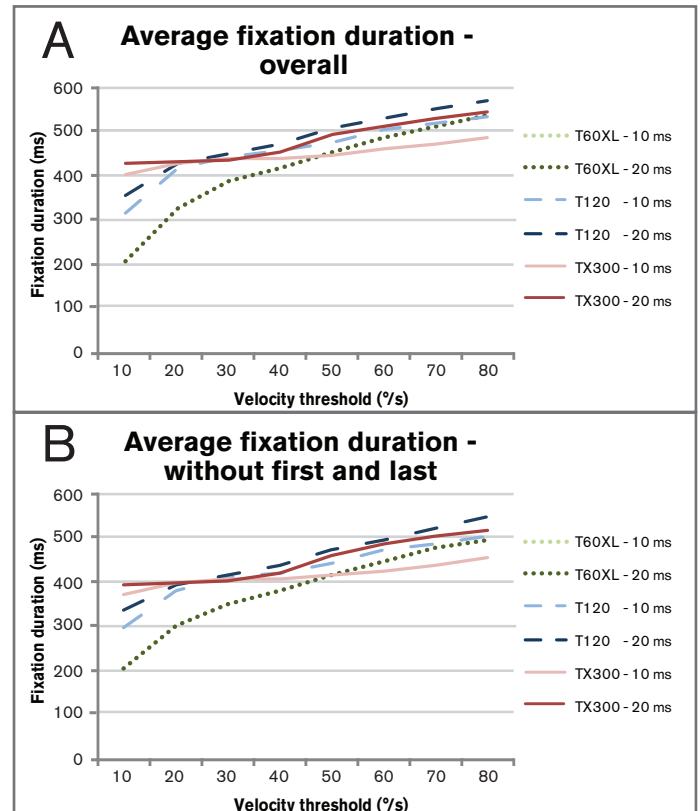 A
Average fixation duration -
overall
Fixation duration (ms)
600
500
400
300
200
100
0
10 20 30 40 50 60 70 80
Velocity threshold (°/s)
T60XL - 10 ms
T60XL - 20 ms
T120 - 10 ms
T120 - 20 ms
TX300 - 10 ms
TX300 - 20 ms
B
Average fixation duration -
without first and last
Fixation duration (ms)
600
500
400
300
200
100
0
10 20 30 40 50 60 70 80
Velocity threshold (°/s)
T60XL - 10 ms
T60XL - 20 ms
T120 - 10 ms
T120 - 20 ms
TX300 - 10 ms
TX300 - 20 ms